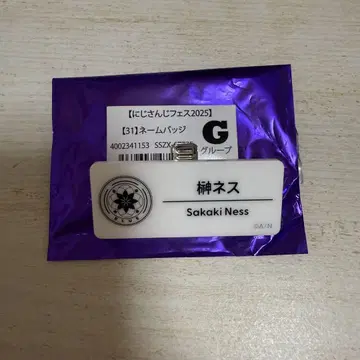 【にじさんじフェス2025】
【31】ネームバッジ
4002341153 SSZX-
G
グループ
榊ネス
Sakaki Ness
©A/N